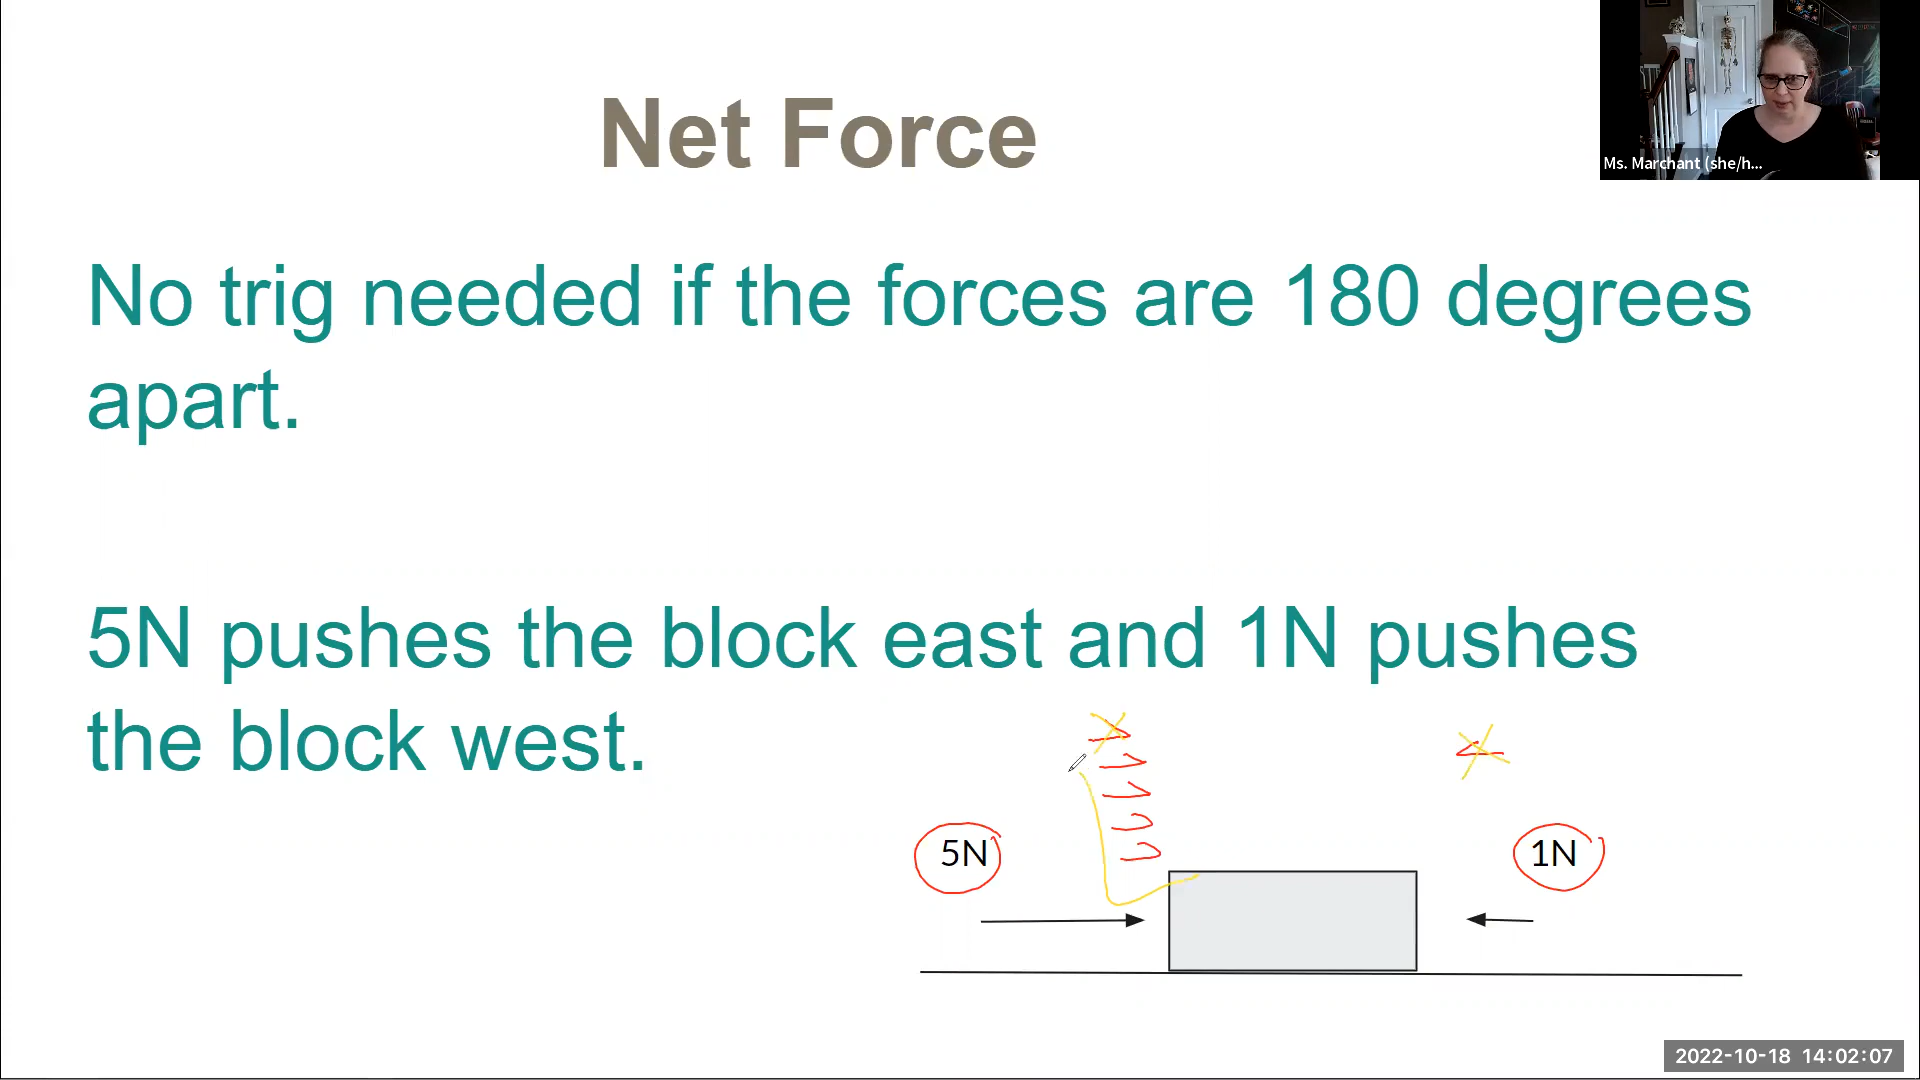 Net Force
Ms. Marchant (she/h...
No trig needed if the forces are 180 degrees
apart.
5N pushes the block east and 1N pushes
the block west.
5N
1N
2022-10-18 14:02:07